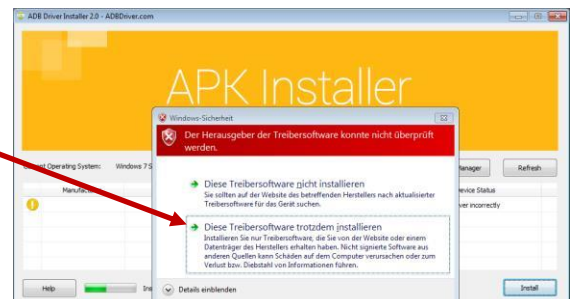 ADB Driver Installer 2.0 - ADBDriver.com
APK Installer
Windows-Sicherheit
Der Herausgeber der Treibersoftware konnte nicht überprüft
werden.
Operating System: Windows 7 S
Manager Refresh
Diese Treibersoftware nicht installieren
Sie sollten auf der Website des betreffenden Herstellers nach aktualisierter
Treibersoftware für das Gerät suchen.
Device Status
ver incorrectly
Diese Treibersoftware trotzdem installieren
Installieren Sie nur Treibersoftware, die Sie von der Website oder einem
Datenträger des Herstellers erhalten haben. Nicht signierte Software aus
anderen Quellen kann Schäden auf dem Computer verursachen oder zum
Verlust bzw. Diebstahl von Informationen führen.
Help
Install
Details einblenden